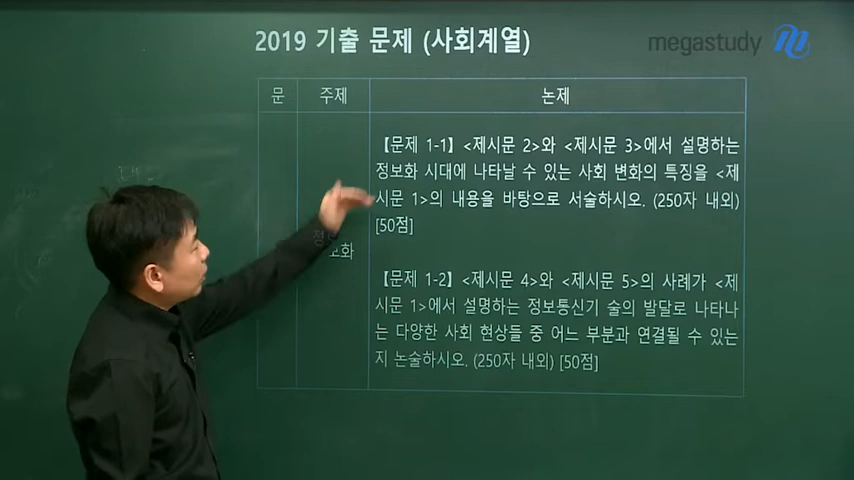 2019 기출 문제 (사회계열)
megastudy
문 주제 논제
【문제 1-1】 <제시문 2>와 <제시문 3>에서 설명하는
정보화 시대에 나타날 수 있는 사회 변화의 특징을 <제
시문 1>의 내용을 바탕으로 서술하시오. (250자 내외)
[50점]
【문제 1-2】 <제시문 4>와 <제시문 5>의 사례가 <제
시문 1>에서 설명하는 정보통신기 술의 발달로 나타나
는 다양한 사회 현상들 중 어느 부분과 연결될 수 있는
지 논술하시오. (250자 내외) [50점]